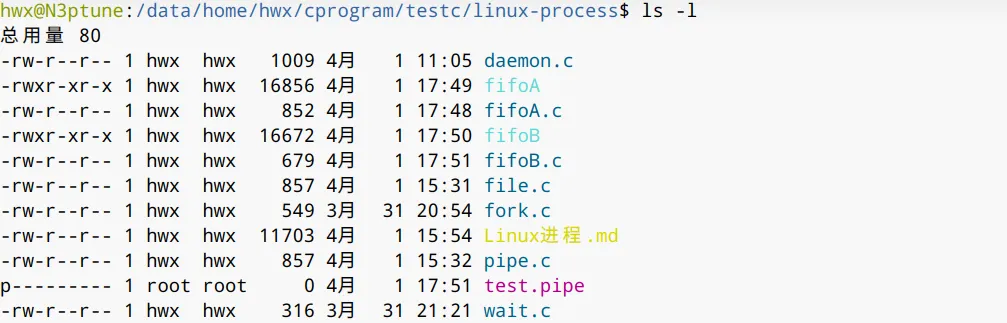 hwx@N3ptune:/data/home/hwx/cprogram/testc/linux-process$ ls -l
总用量 80
-rw-r--r-- 1 hwx  hwx   1009 4月   1 11:05 daemon.c
-rwxr-xr-x 1 hwx  hwx  16856 4月   1 17:49 fifoA
-rw-r--r-- 1 hwx  hwx    852 4月   1 17:48 fifoA.c
-rwxr-xr-x 1 hwx  hwx  16672 4月   1 17:50 fifoB
-rw-r--r-- 1 hwx  hwx    679 4月   1 17:51 fifoB.c
-rw-r--r-- 1 hwx  hwx    857 4月   1 15:31 file.c
-rw-r--r-- 1 hwx  hwx    549 3月  31 20:54 fork.c
-rw-r--r-- 1 hwx  hwx  11703 4月   1 15:54 Linux进程.md
-rw-r--r-- 1 hwx  hwx    857 4月   1 15:32 pipe.c
p--------- 1 root root     0 4月   1 17:51 test.pipe
-rw-r--r-- 1 hwx  hwx    316 3月  31 21:21 wait.c